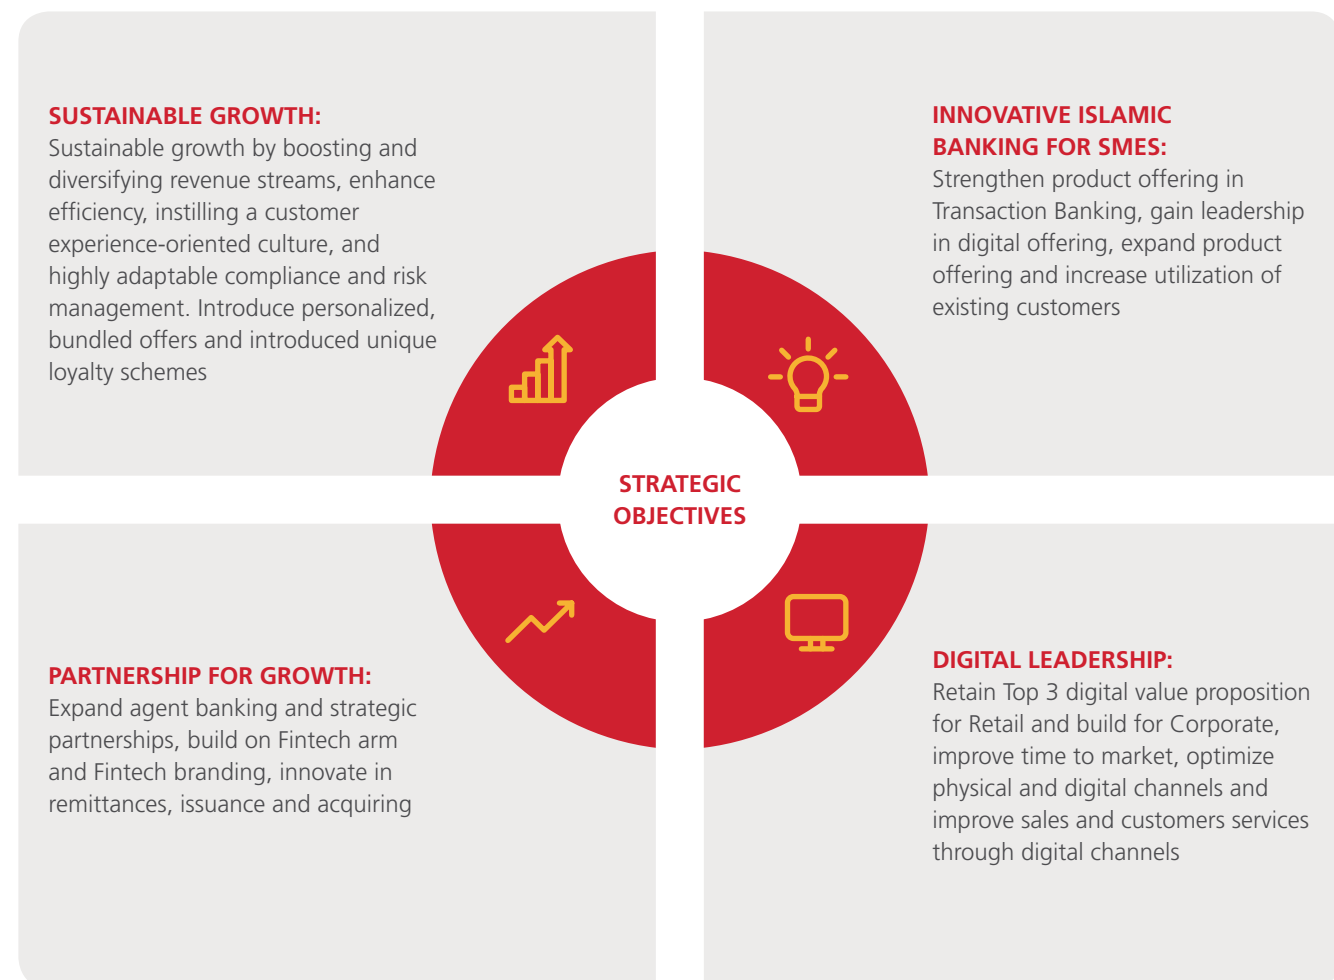 SUSTAINABLE GROWTH:
Sustainable growth by boosting and
diversifying revenue streams, enhance
efficiency, instilling a customer
experience-oriented culture, and
highly adaptable compliance and risk
management. Introduce personalized,
bundled offers and introduced unique
loyalty schemes
INNOVATIVE ISLAMIC
BANKING FOR SMES:
Strengthen product offering in
Transaction Banking, gain leadership
in digital offering, expand product
offering and increase utilization of
existing customers
STRATEGIC
OBJECTIVES
PARTNERSHIP FOR GROWTH:
Expand agent banking and strategic
partnerships, build on Fintech arm
and Fintech branding, innovate in
remittances, issuance and acquiring
DIGITAL LEADERSHIP:
Retain Top 3 digital value proposition
for Retail and build for Corporate,
improve time to market, optimize
physical and digital channels and
improve sales and customers services
through digital channels